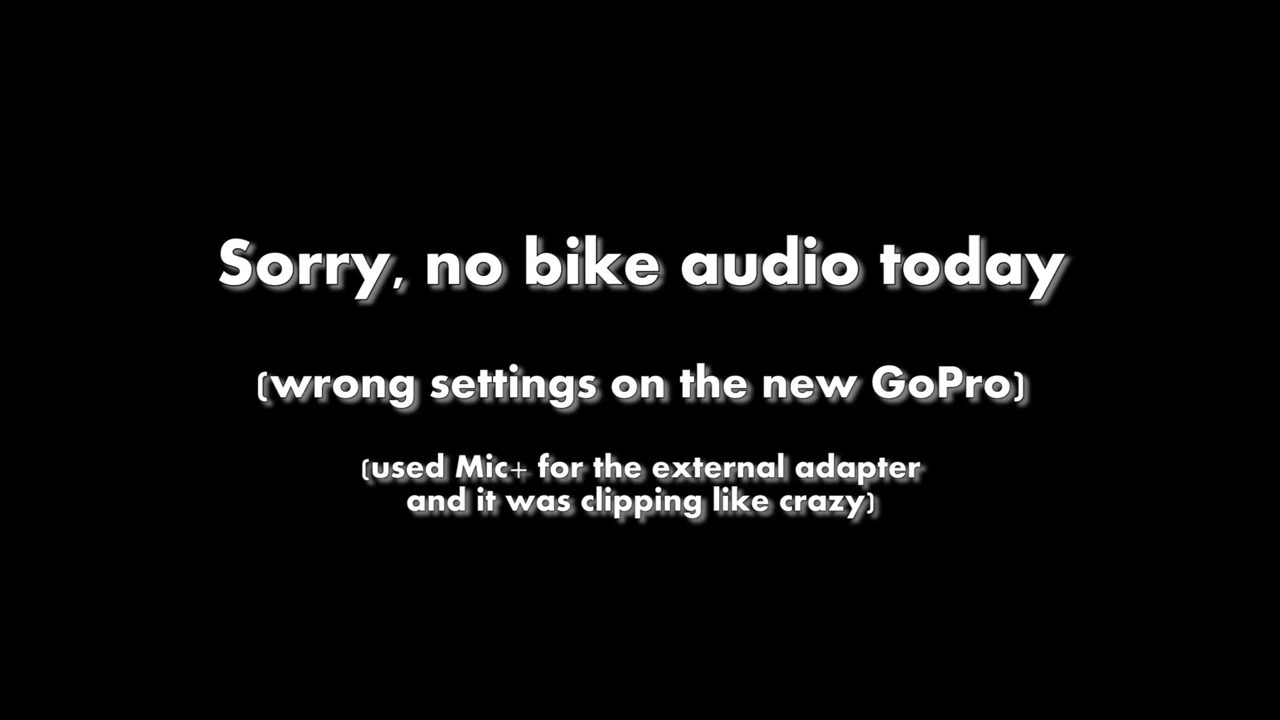 Sorry, no bike audio today
(wrong settings on the new GoPro)
(used Mic+ for the external adapter
and it was clipping like crazy)